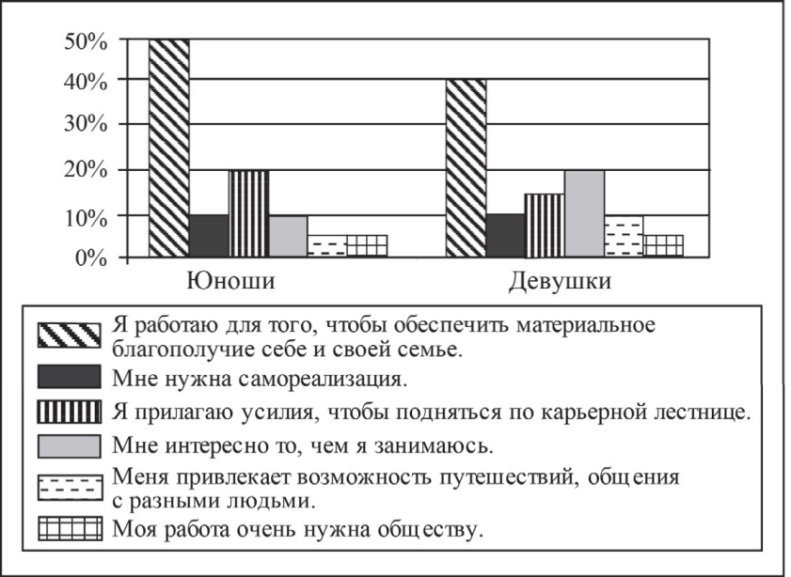 50%
40%
30%
20%
10%
0%
Юноши
Девушки
Я работаю для того, чтобы обеспечить материальное
благополучие себе и своей семье.
Мне нужна самореализация.
Я прилагаю усилия, чтобы подняться по карьерной лестнице.
Мне интересно то, чем я занимаюсь.
Меня привлекает возможность путешествий, общения
с разными людьми.
Моя работа очень нужна обществу.